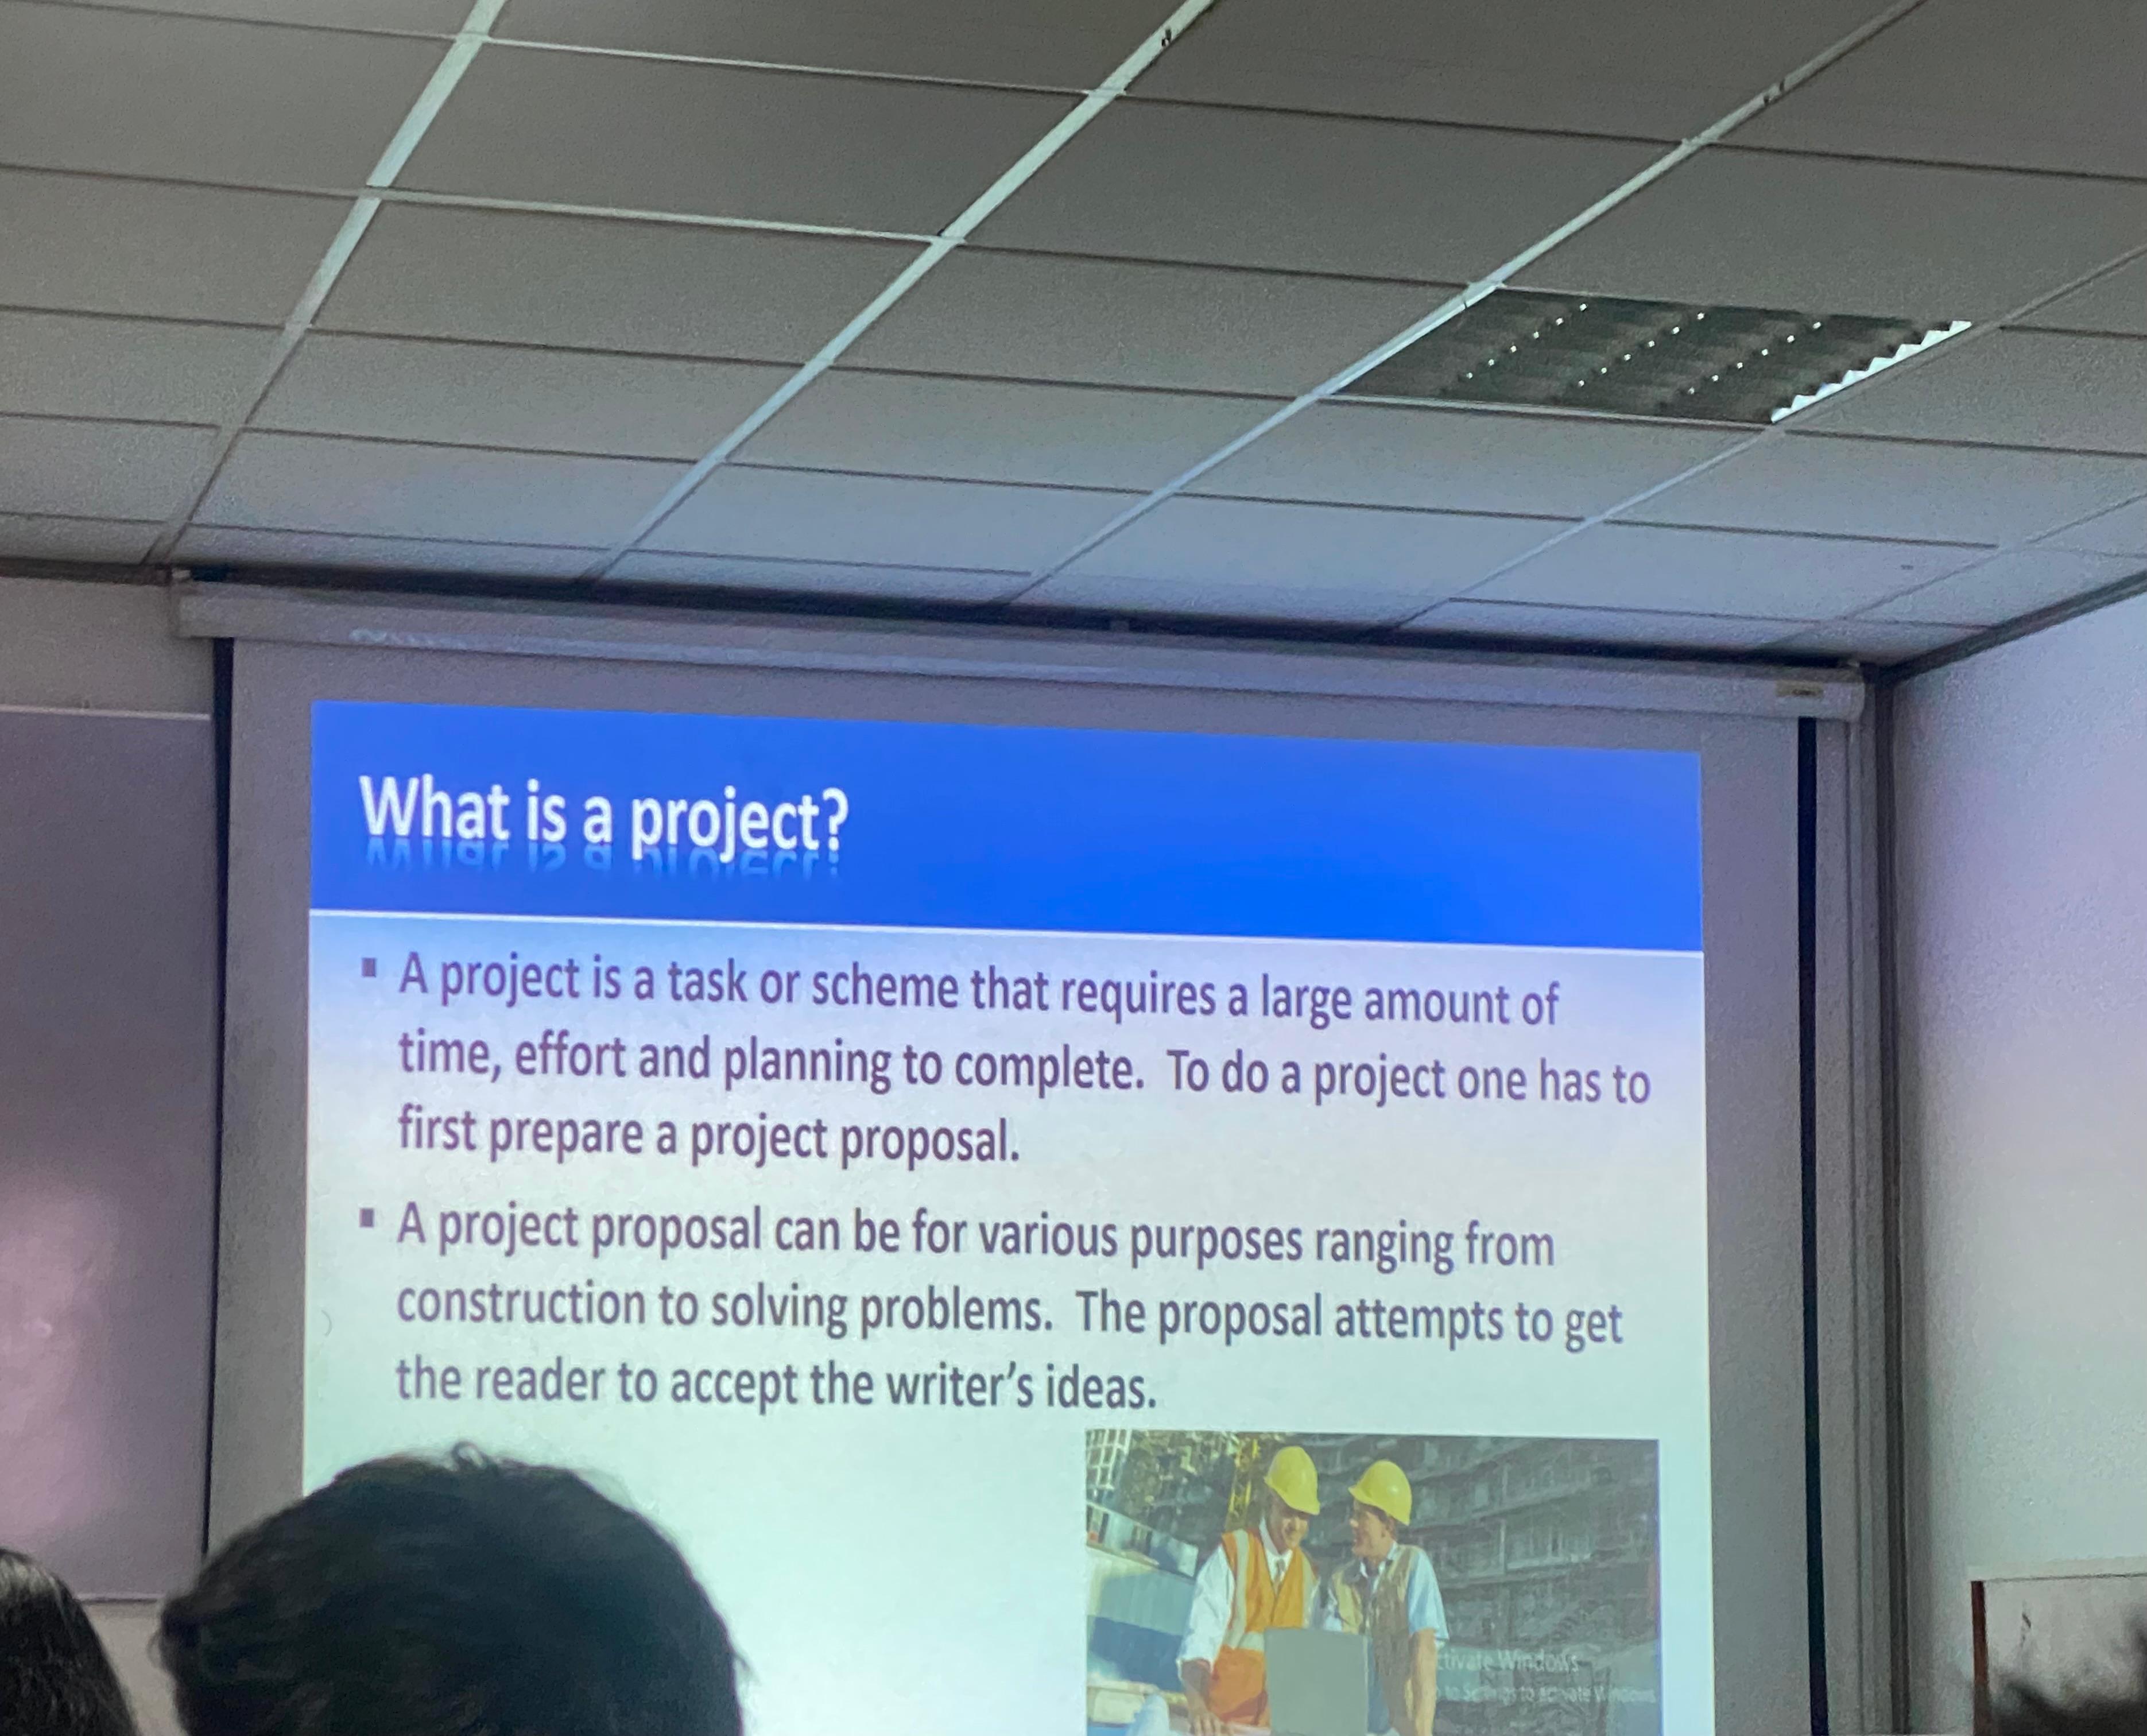 What is a project?
▪ A project is a task or scheme that requires a large amount of
time, effort and planning to complete. To do a project one has to
first prepare a project proposal.
▪ A project proposal can be for various purposes ranging from
construction to solving problems. The proposal attempts to get
the reader to accept the writer's ideas.
ctivate Windows
to Settings to activate Windows